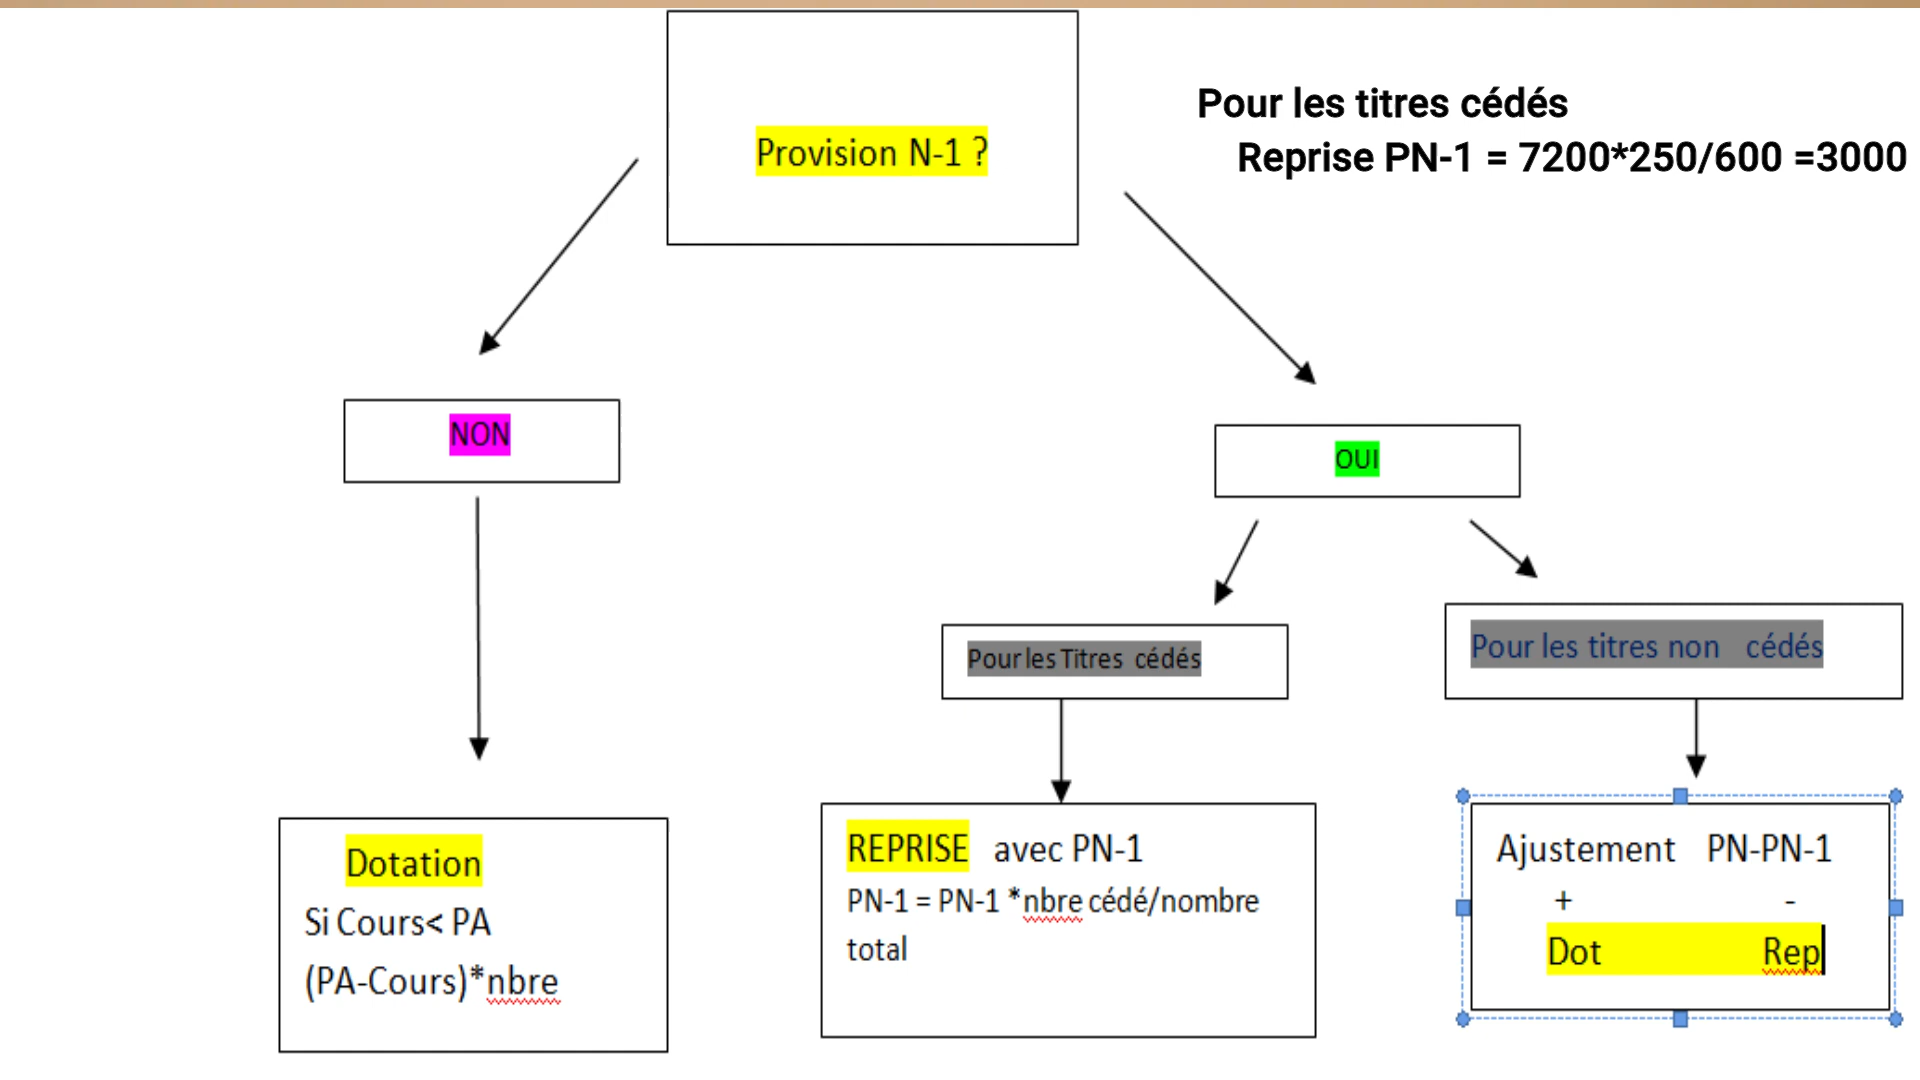 Provision N-1 ?
Pour les titres cédés
Reprise PN-1 = 7200*250/600 =3000
NON
OUI
Pour les Titres cédés
Pour les titres non cédés
Dotation
Si Cours< PA
(PA-Cours)*nbre
REPRISE avec PN-1
PN-1 = PN-1 *nbre cédé/nombre
total
Ajustement PN-PN-1
+ -
Dot Rep